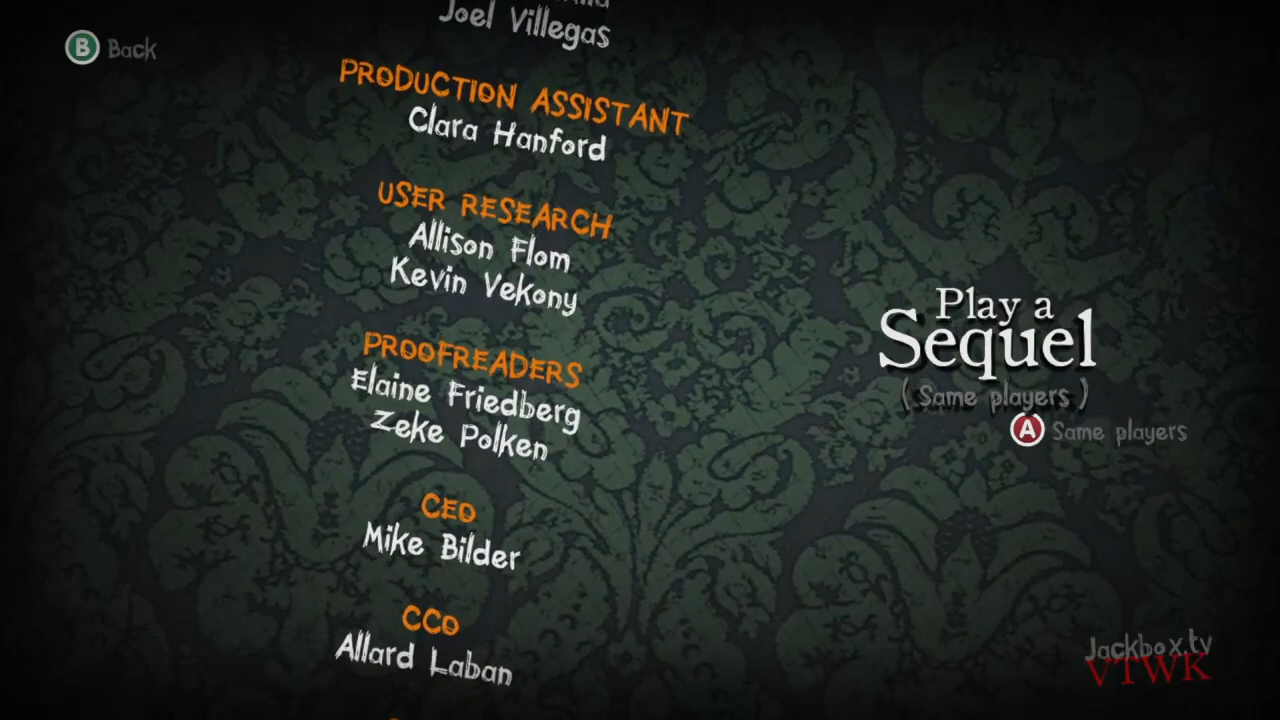 Joel Villegas
B Back
PRODUCTION ASSISTANT
Clara Hanford
USER RESEARCH
Allison Flom
Kevin Vekony
PROOFREADERS
Elaine Friedberg
Zeke Polken
CEO
Mike Bilder
CCO
Allard Laban
Play a
Sequel
( Same players )
A Same players
Jackbox.tv
VTWK